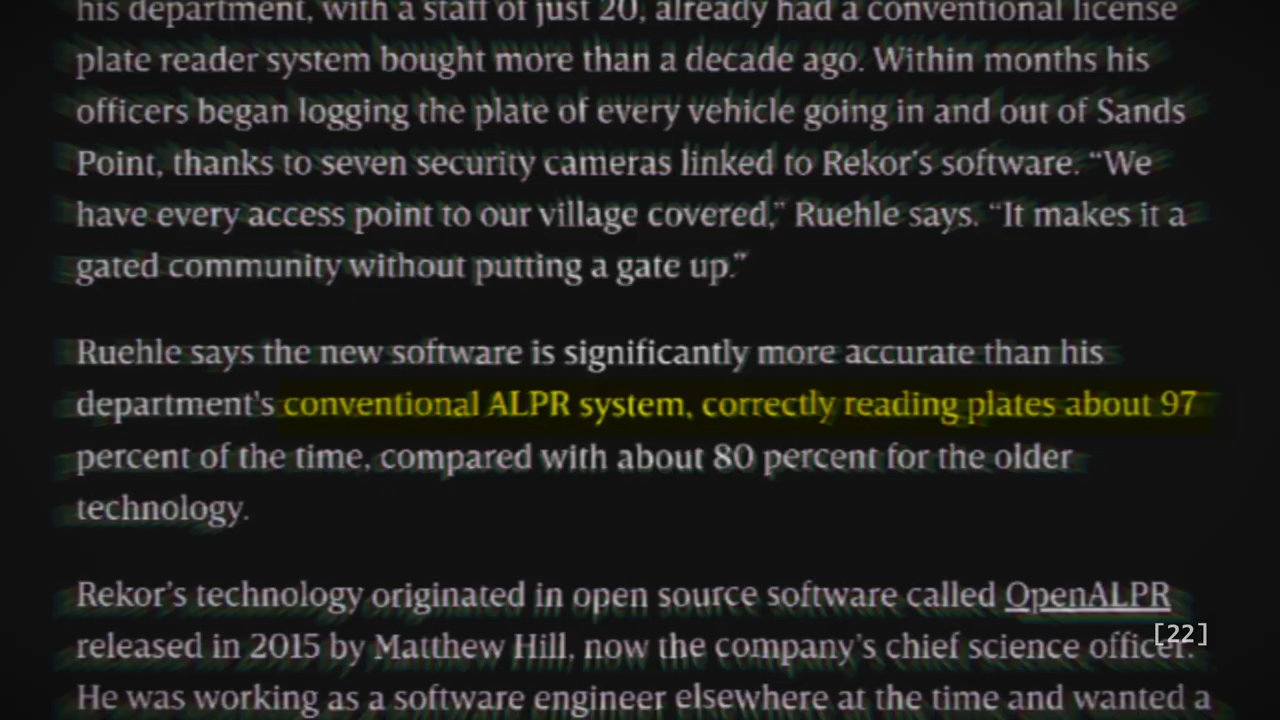 his department, with a staff of just 20, already had a conventional license
plate reader system bought more than a decade ago. Within months his
officers began logging the plate of every vehicle going in and out of Sands
Point, thanks to seven security cameras linked to Rekor’s software. “We
have every access point to our village covered,” Ruehle says. “It makes it a
gated community without putting a gate up.”
Ruehle says the new software is significantly more accurate than his
department's conventional ALPR system, correctly reading plates about 97
percent of the time, compared with about 80 percent for the older
technology.
Rekor’s technology originated in open source software called OpenALPR
released in 2015 by Matthew Hill, now the company’s chief science officer.
[22]
He was working as a software engineer elsewhere at the time and wanted a